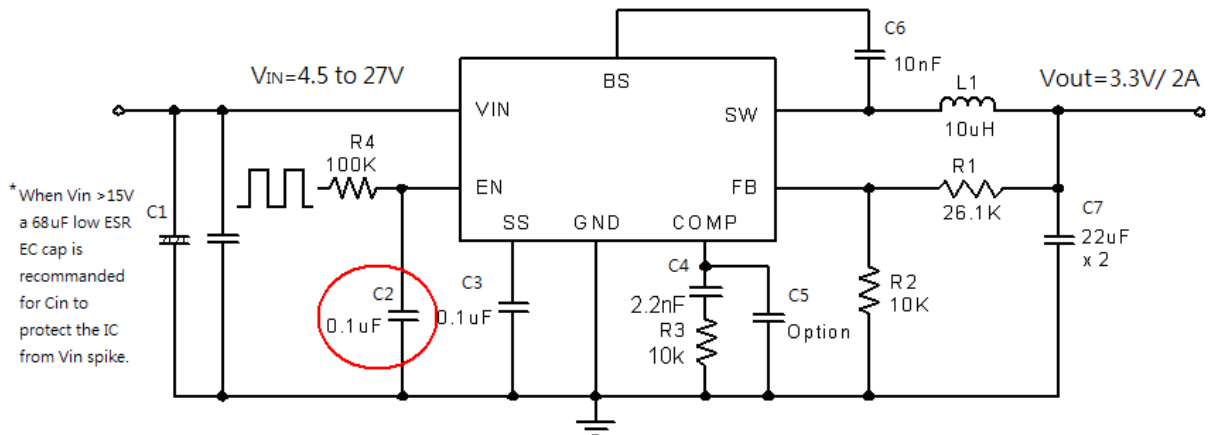 C6
10nF
VIN=4.5 to 27V
BS
L1
10uH
Vout=3.3V/ 2A
VIN
SW
R4
100K
EN
FB
R1
26.1K
* When Vin >15V
a 68uF low ESR
EC cap is
recommanded
for Cin to
protect the IC
from Vin spike.
C1
SS
GND
COMP
C7
22uF
x 2
C2
0.1uF
C3
0.1uF
C4
2.2nF
R3
10k
C5
Option
R2
10K